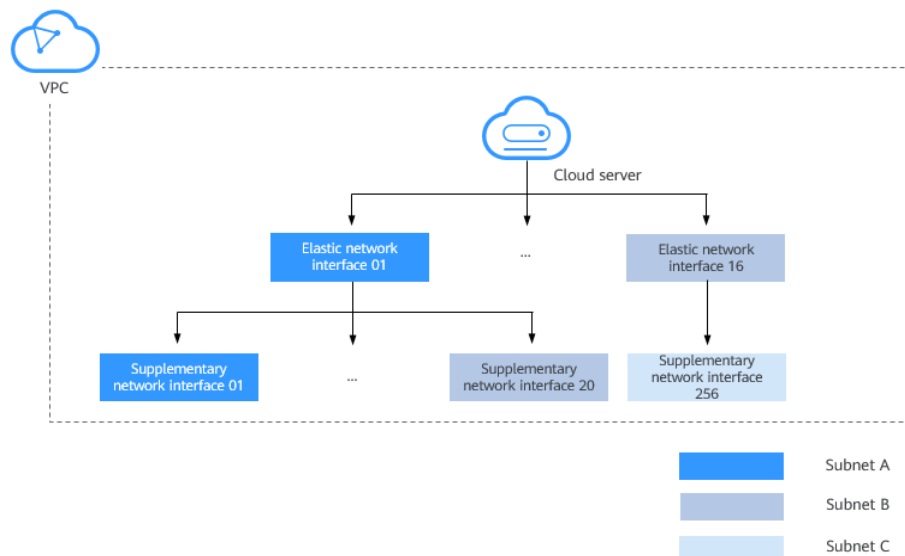 VPC
Cloud server
Elastic network
interface 01
...
Elastic network
interface 16
Supplementary
network interface 01
...
Supplementary
network interface 20
Supplementary
network interface
256
Subnet A
Subnet B
Subnet C